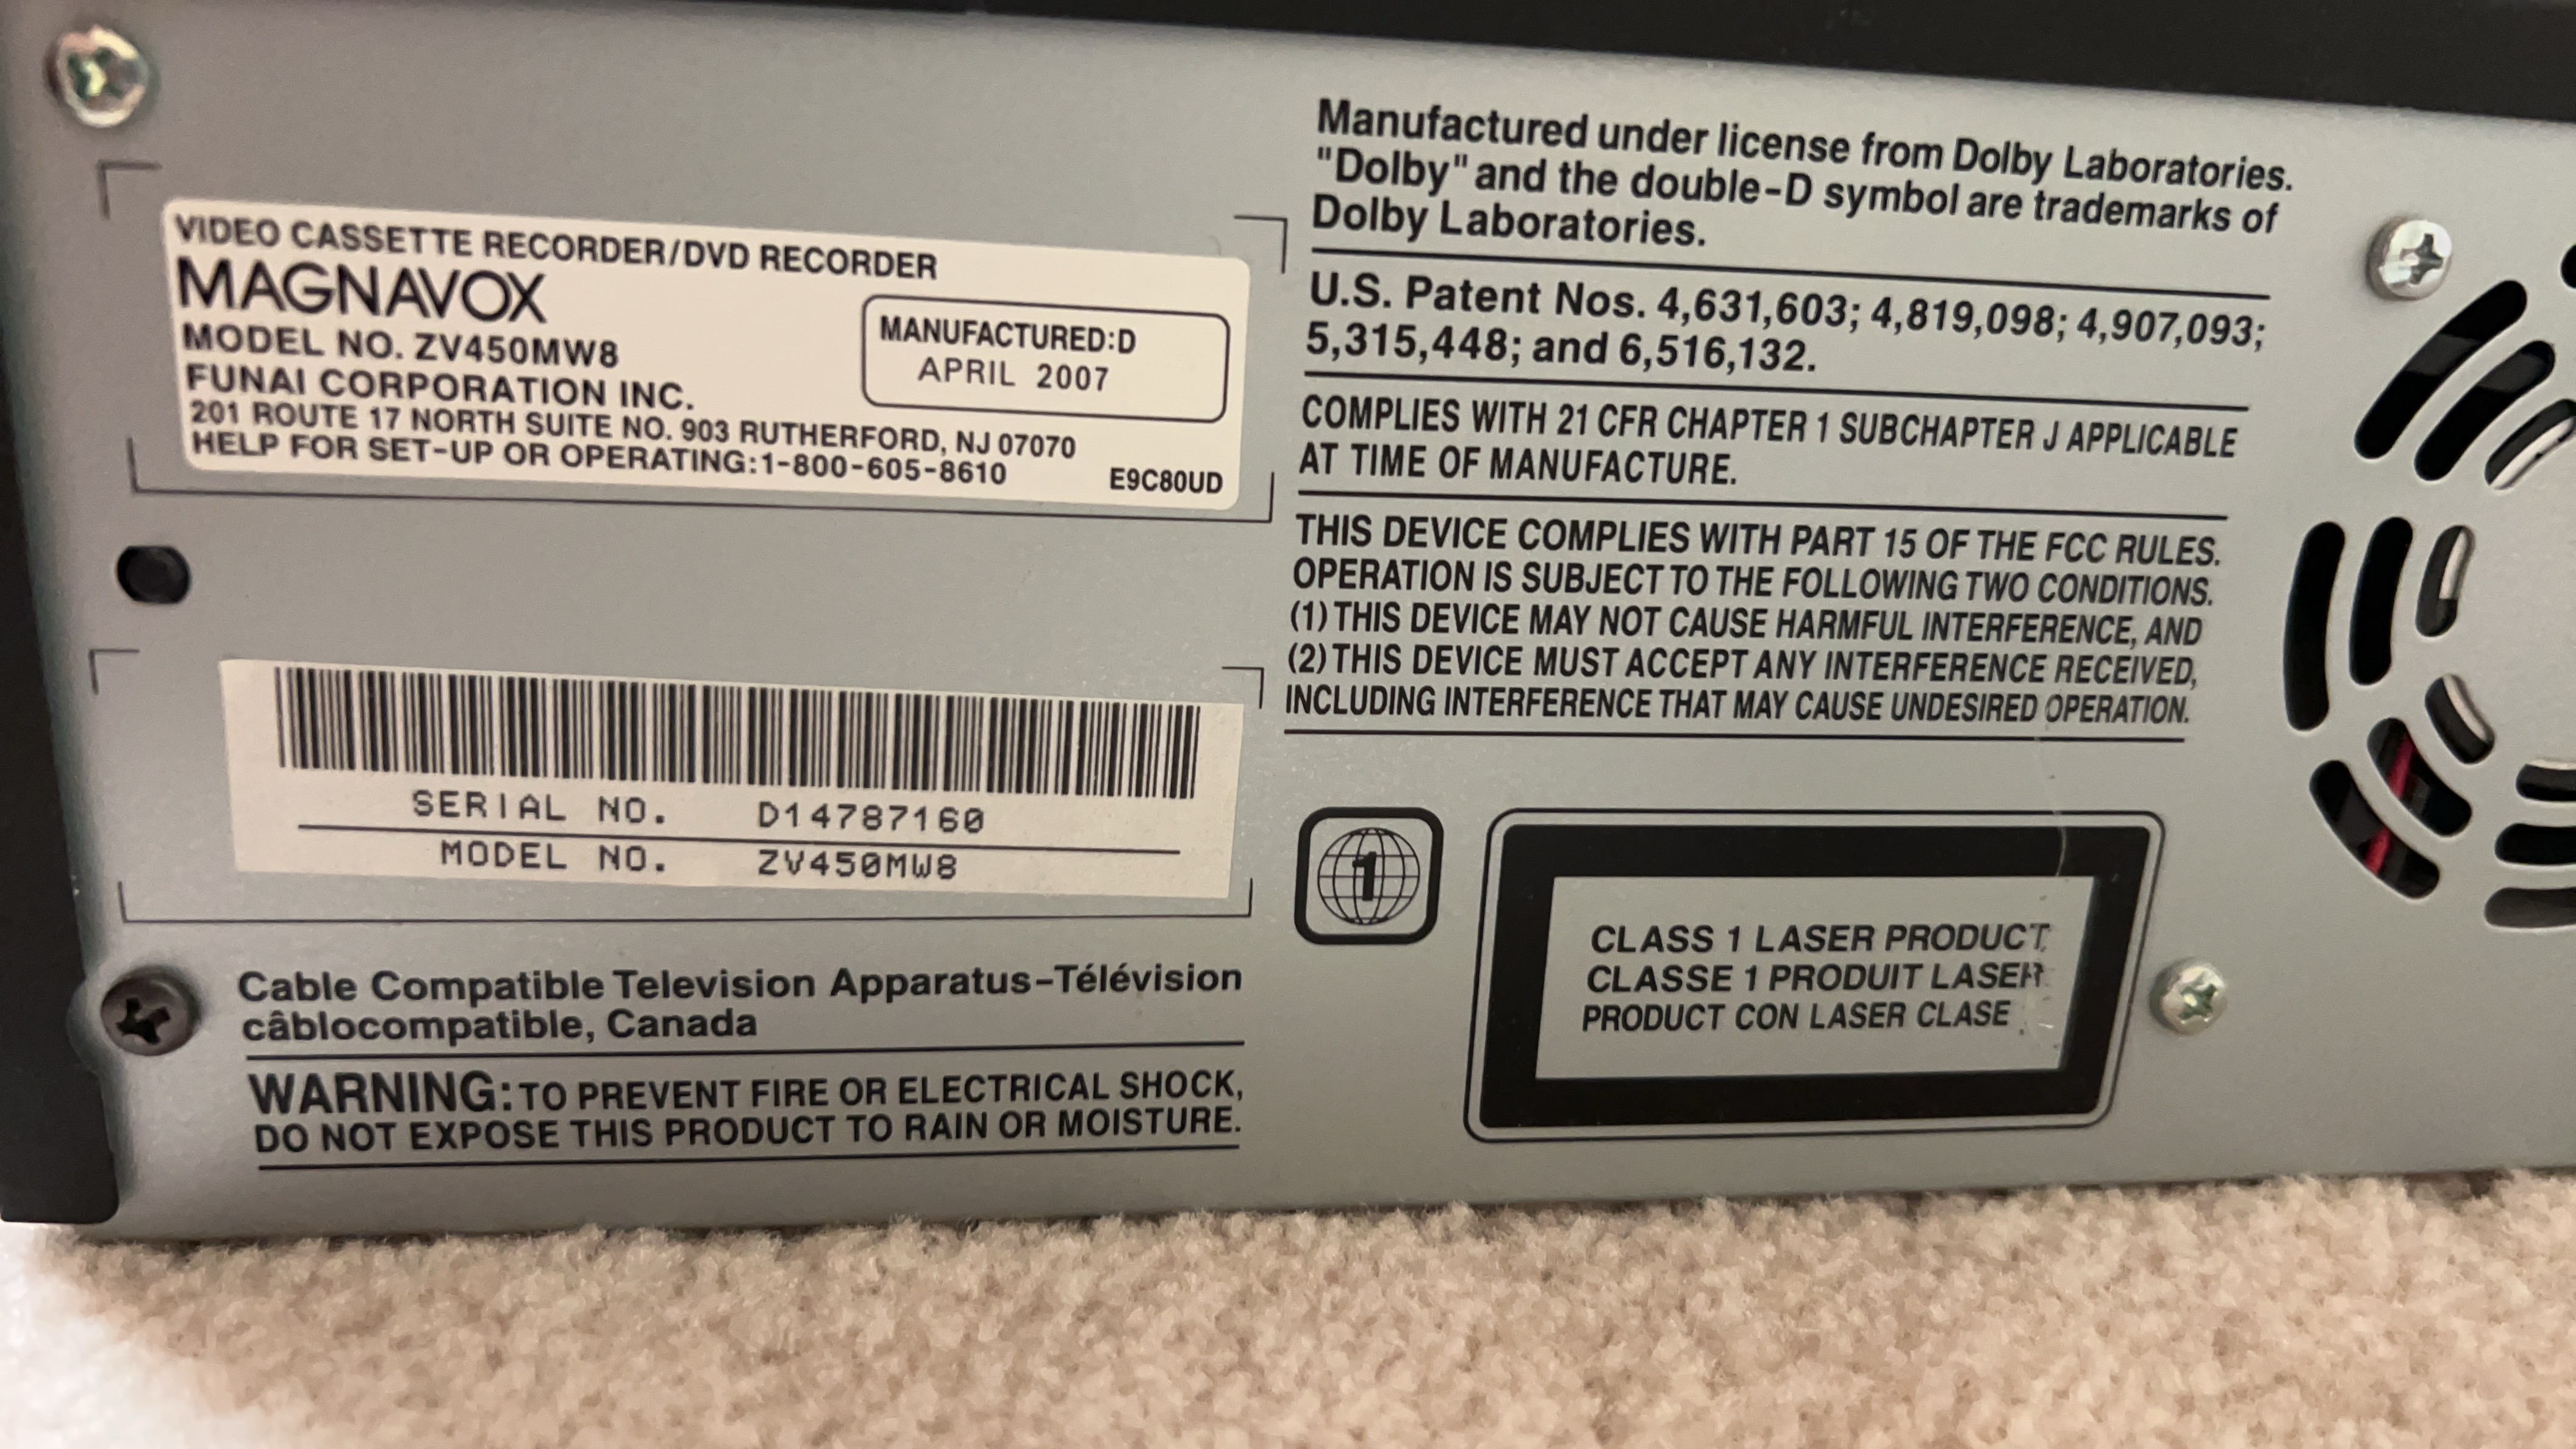 VIDEO CASSETTE RECORDER/DVD RECORDER
MAGNAVOX
MODEL NO. ZV450MW8
FUNAI CORPORATION INC.
201 ROUTE 17 NORTH SUITE NO. 903 RUTHERFORD, NJ 07070
HELP FOR SET-UP OR OPERATING:1-800-605-8610
MANUFACTURED:D
APRIL 2007
E9C80UD
SERIAL NO. D14787160
MODEL NO. ZV450MW8
Cable Compatible Television Apparatus-Télévision
câblocompatible, Canada
WARNING: TO PREVENT FIRE OR ELECTRICAL SHOCK,
DO NOT EXPOSE THIS PRODUCT TO RAIN OR MOISTURE.
Manufactured under license from Dolby Laboratories.
"Dolby" and the double-D symbol are trademarks of
Dolby Laboratories.
U.S. Patent Nos. 4,631,603; 4,819,098; 4,907,093;
5,315,448; and 6,516,132.
COMPLIES WITH 21 CFR CHAPTER 1 SUBCHAPTER J APPLICABLE
AT TIME OF MANUFACTURE.
THIS DEVICE COMPLIES WITH PART 15 OF THE FCC RULES.
OPERATION IS SUBJECT TO THE FOLLOWING TWO CONDITIONS.
(1) THIS DEVICE MAY NOT CAUSE HARMFUL INTERFERENCE, AND
(2) THIS DEVICE MUST ACCEPT ANY INTERFERENCE RECEIVED,
INCLUDING INTERFERENCE THAT MAY CAUSE UNDESIRED OPERATION.
1
CLASS 1 LASER PRODUCT
CLASSE 1 PRODUIT LASER
PRODUCT CON LASER CLASE